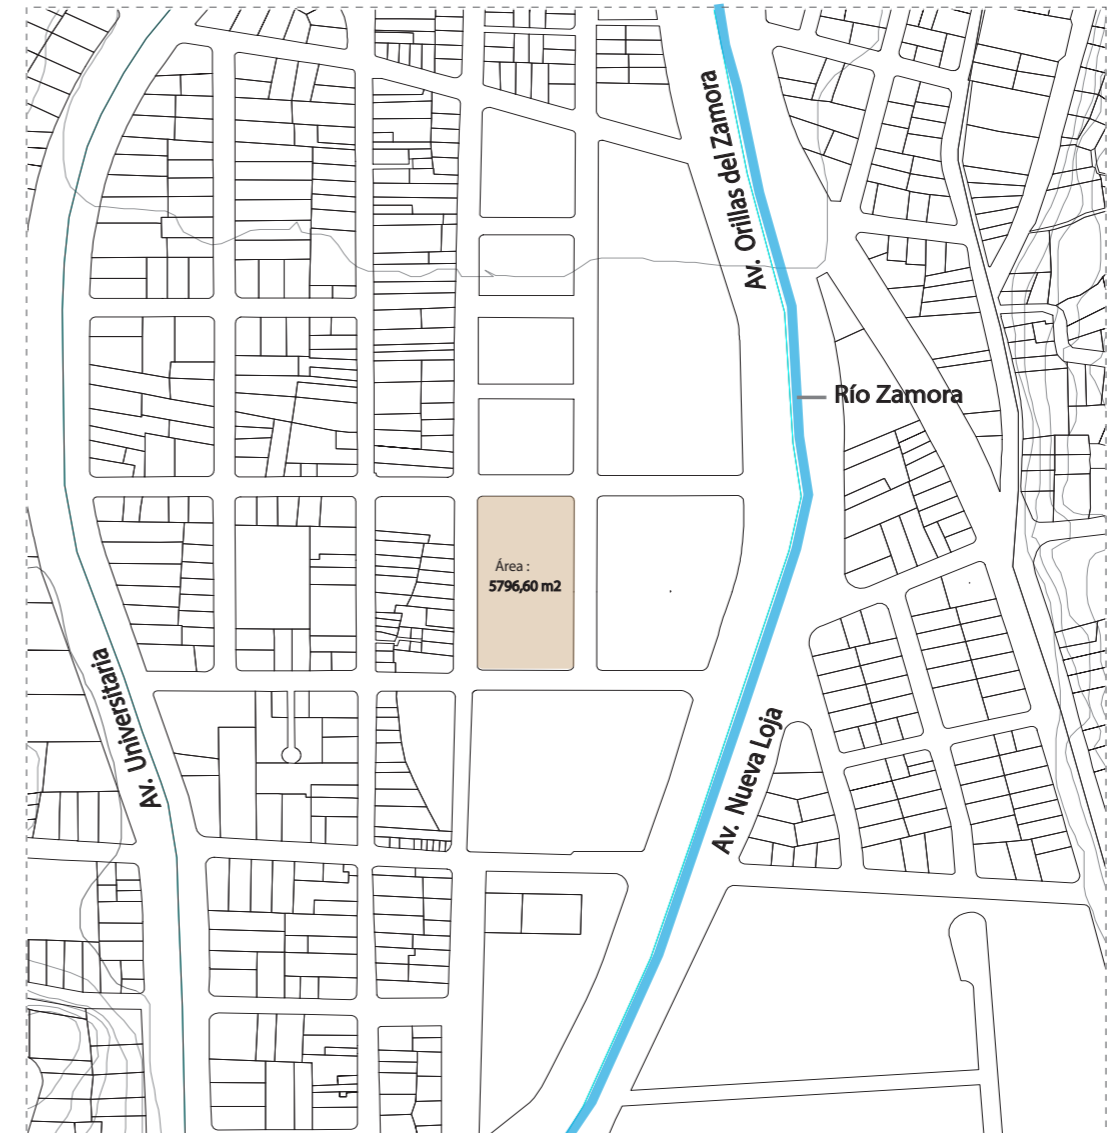 Av. Orillas del Zamora
Río Zamora
Área :
5796,60 m2
Av. Universitaria
Av. Nueva Loja